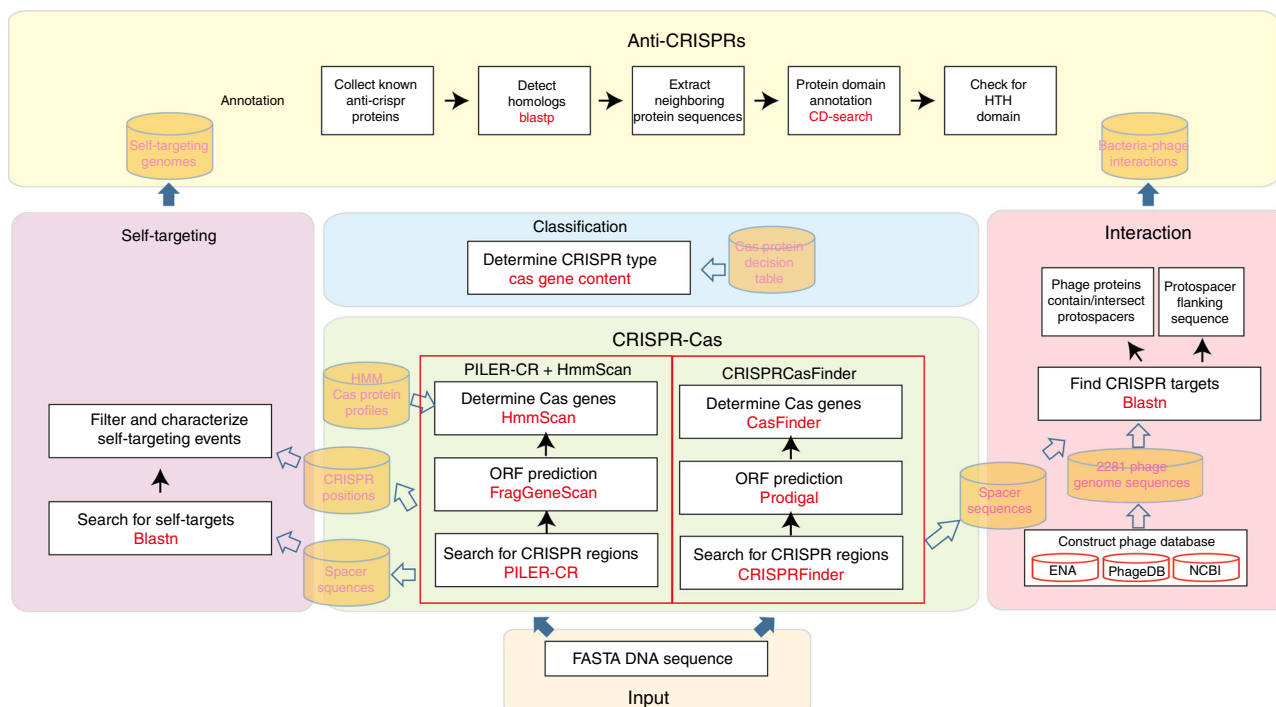 Anti-CRISPRs
Annotation
Collect known
anti-crispr
proteins
Detect
homologs
blastp
Extract
neighboring
protein sequences
Protein domain
annotation
CD-search
Check for
HTH
domain
Self-targeting
genomes
Bacteria-phage
interactions
Self-targeting
Filter and characterize
self-targeting events
Search for self-targets
Blastn
Classification
Determine CRISPR type
cas gene content
Cas protein
decision
table
CRISPR-Cas
HMM
Cas protein
profiles
CRISPR
positions
Spacer
squences
PILER-CR + HmmScan
Determine Cas genes
HmmScan
ORF prediction
FragGeneScan
Search for CRISPR regions
PILER-CR
CRISPRCasFinder
Determine Cas genes
CasFinder
ORF prediction
Prodigal
Search for CRISPR regions
CRISPRFinder
Spacer
sequences
Interaction
Phage proteins
contain/intersect
protospacers
Protospacer
flanking
sequence
Find CRISPR targets
Blastn
2281 phage
genome sequences
Construct phage database
ENA
PhageDB
NCBI
FASTA DNA sequence
Input